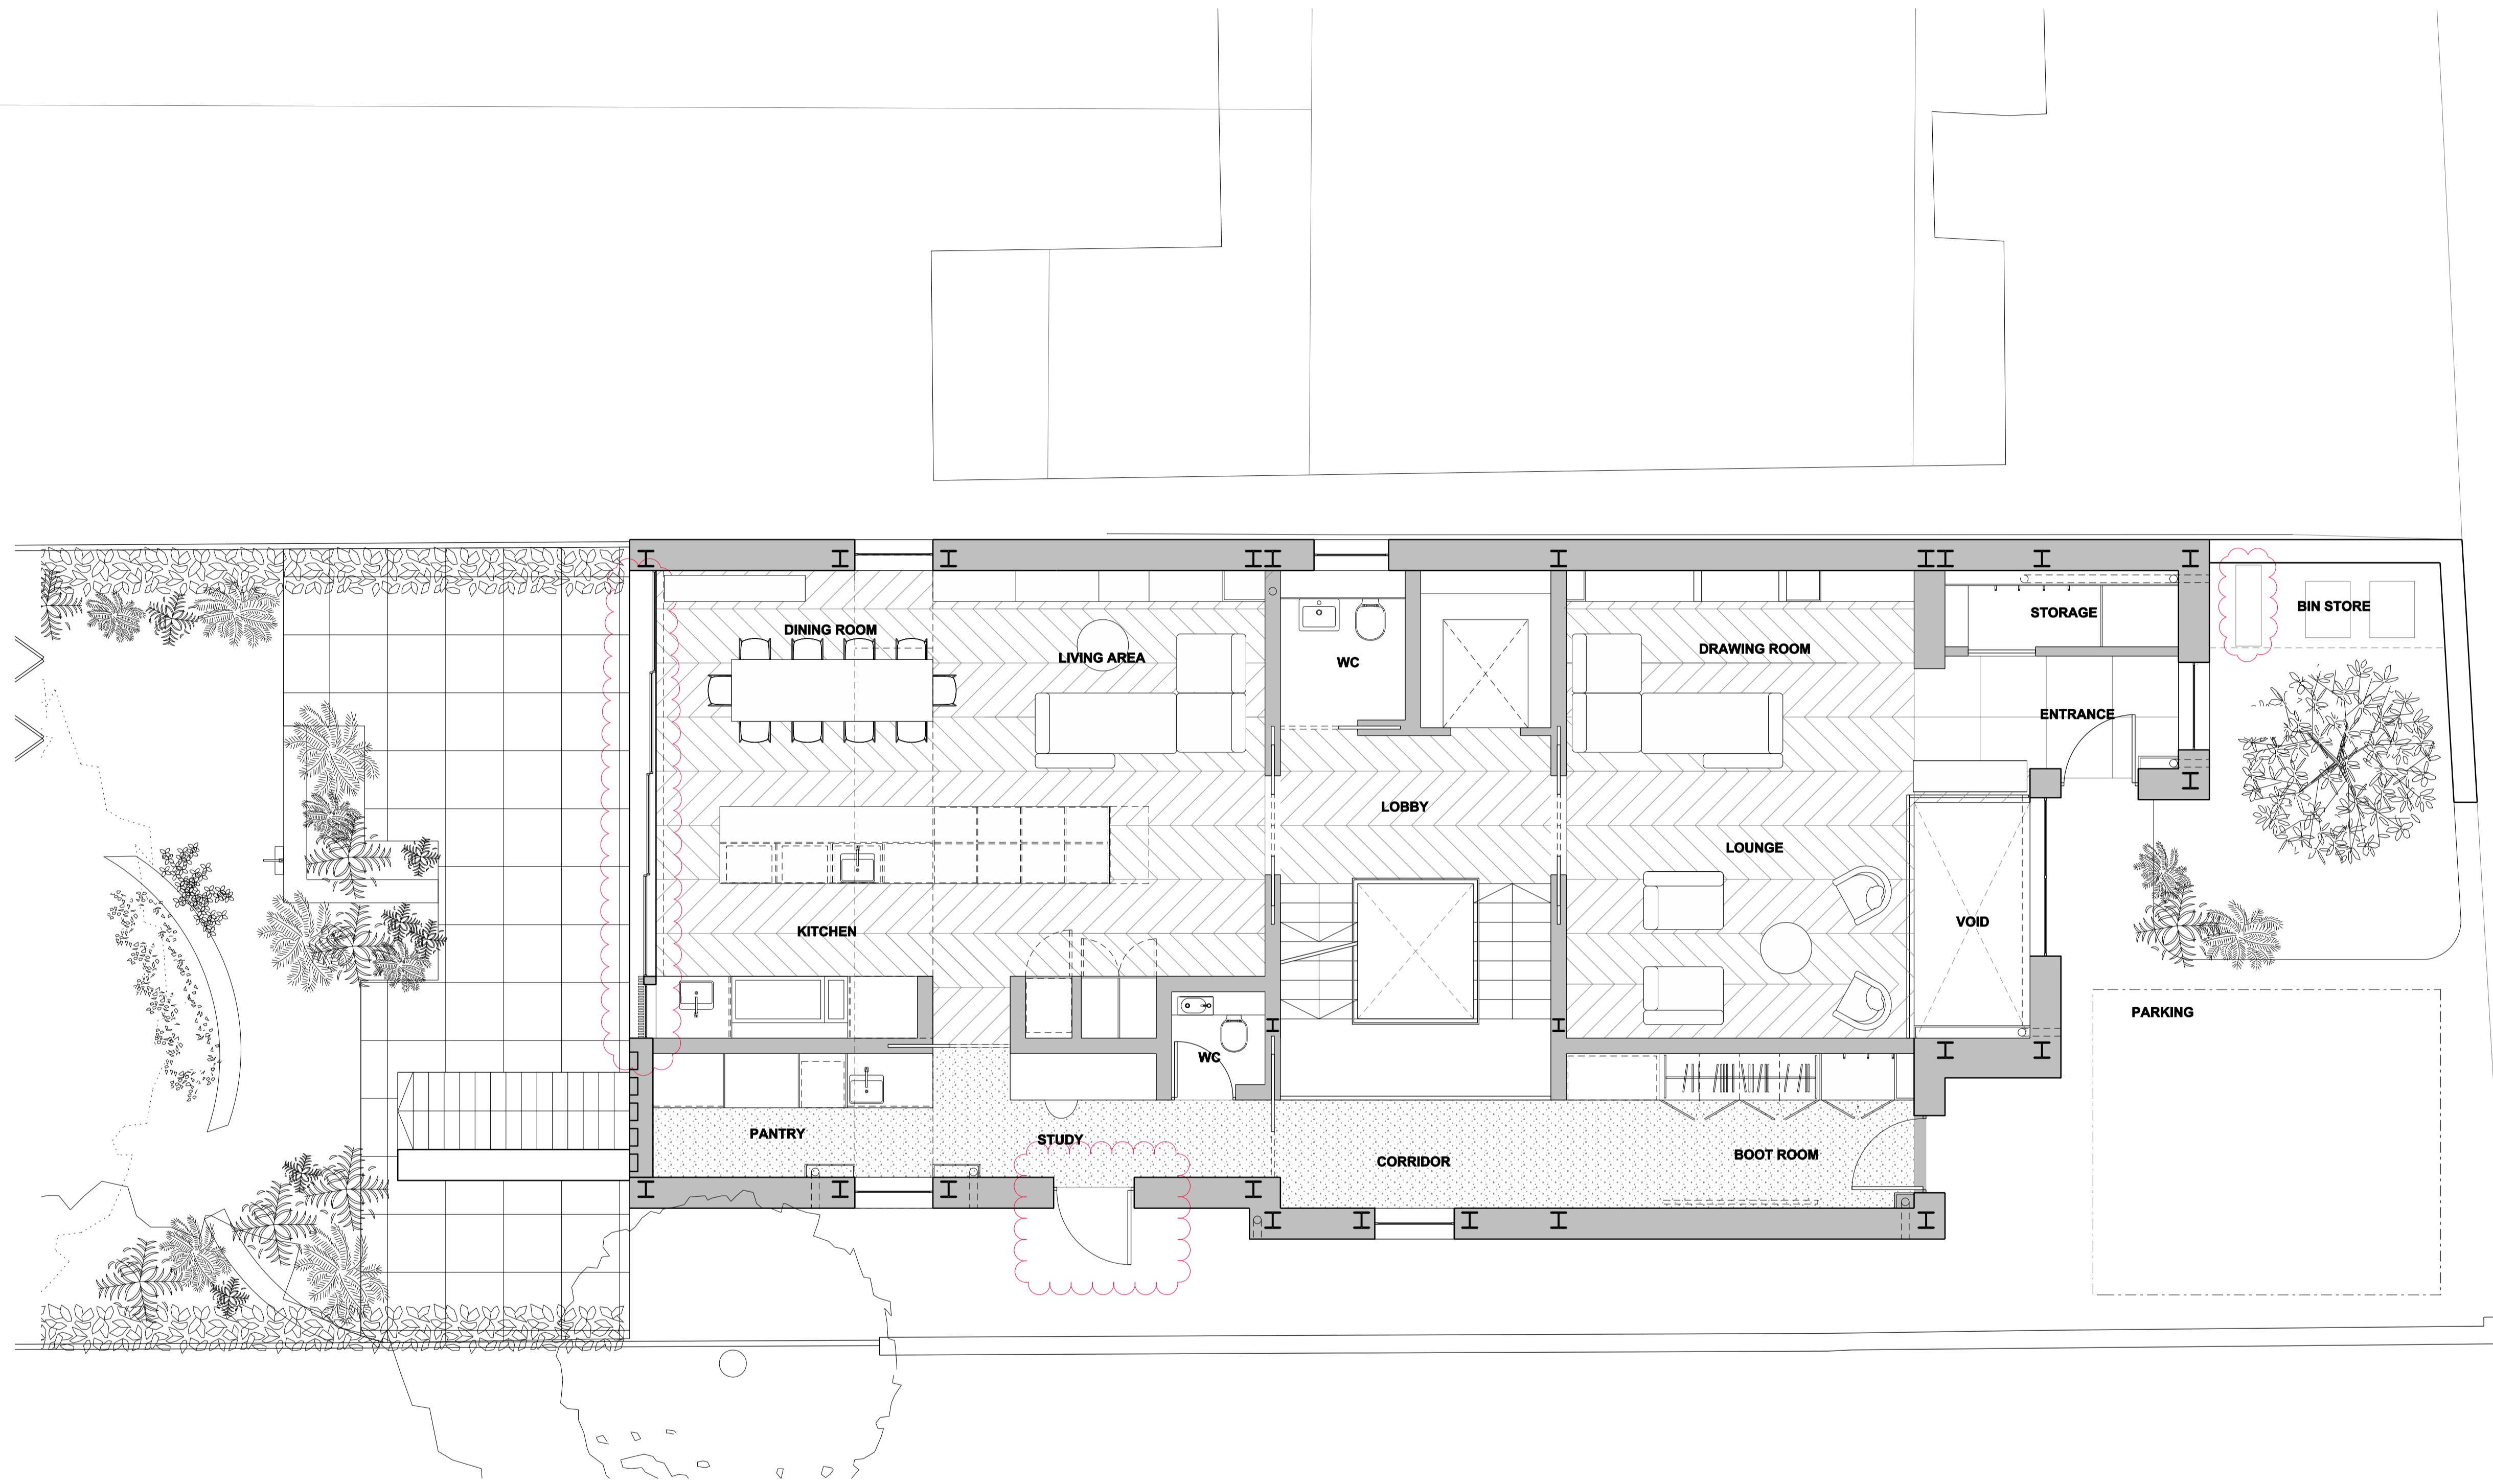 BIN STORE
STORAGE
DINING ROOM
DRAWING ROOM
LIVING AREA
WC
ENTRANCE
LOBBY
LOUNGE
VOID
KITCHEN
PARKING
WC
PANTRY
STUDY
BOOT ROOM
CORRIDOR